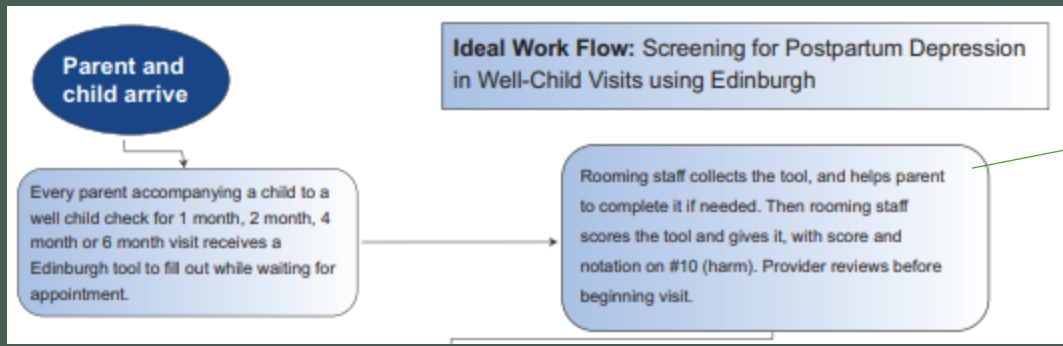 Parent and
child arrive
Ideal Work Flow: Screening for Postpartum Depression
in Well-Child Visits using Edinburgh
Every parent accompanying a child to a
well child check for 1 month, 2 month, 4
month or 6 month visit receives a
Edinburgh tool to fill out while waiting for
appointment.
Rooming staff collects the tool, and helps parent
to complete it if needed. Then rooming staff
scores the tool and gives it, with score and
notation on #10 (harm). Provider reviews before
beginning visit.